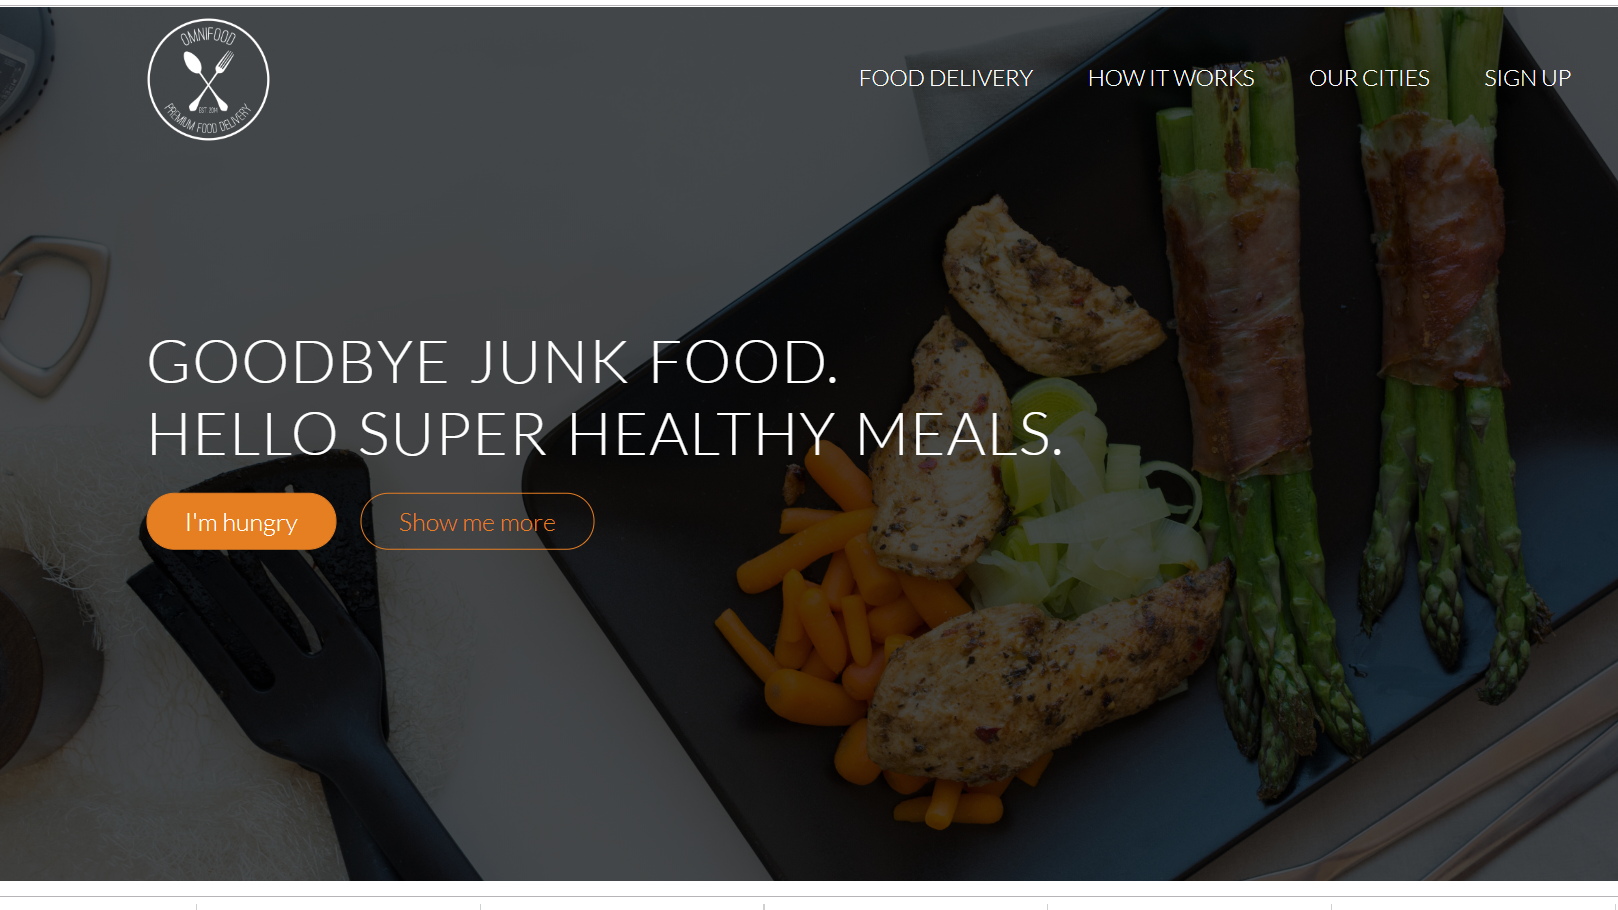 OMNIFOOD
EST. 2014
PREMIUM FOOD DELIVERY
FOOD DELIVERY HOW IT WORKS OUR CITIES SIGN UP
GOODBYE JUNK FOOD.
HELLO SUPER HEALTHY MEALS.
I'm hungry Show me more